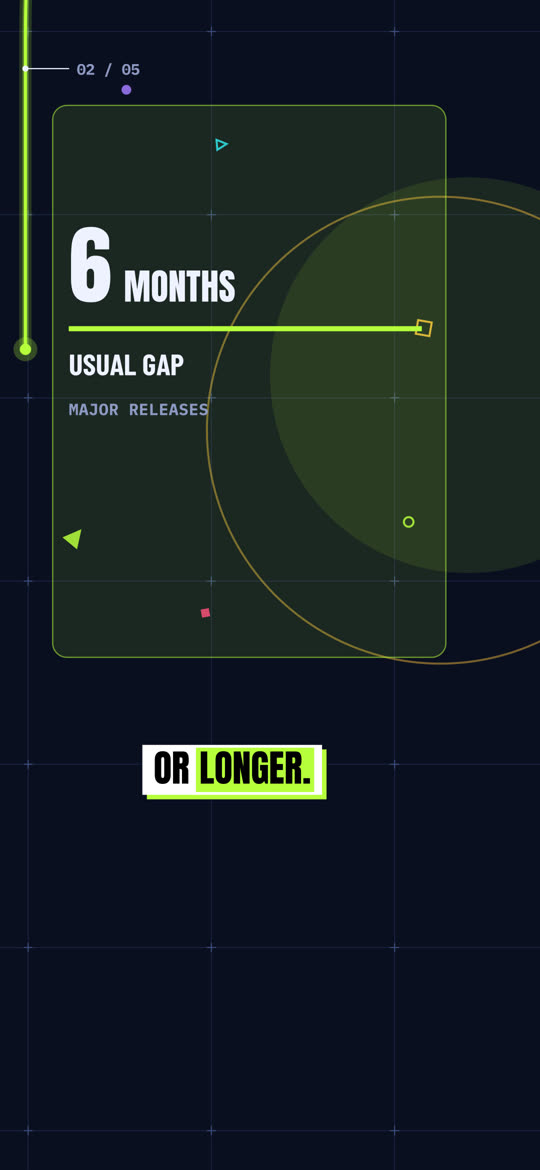 02 / 05
6 MONTHS
USUAL GAP
MAJOR RELEASES
OR LONGER.